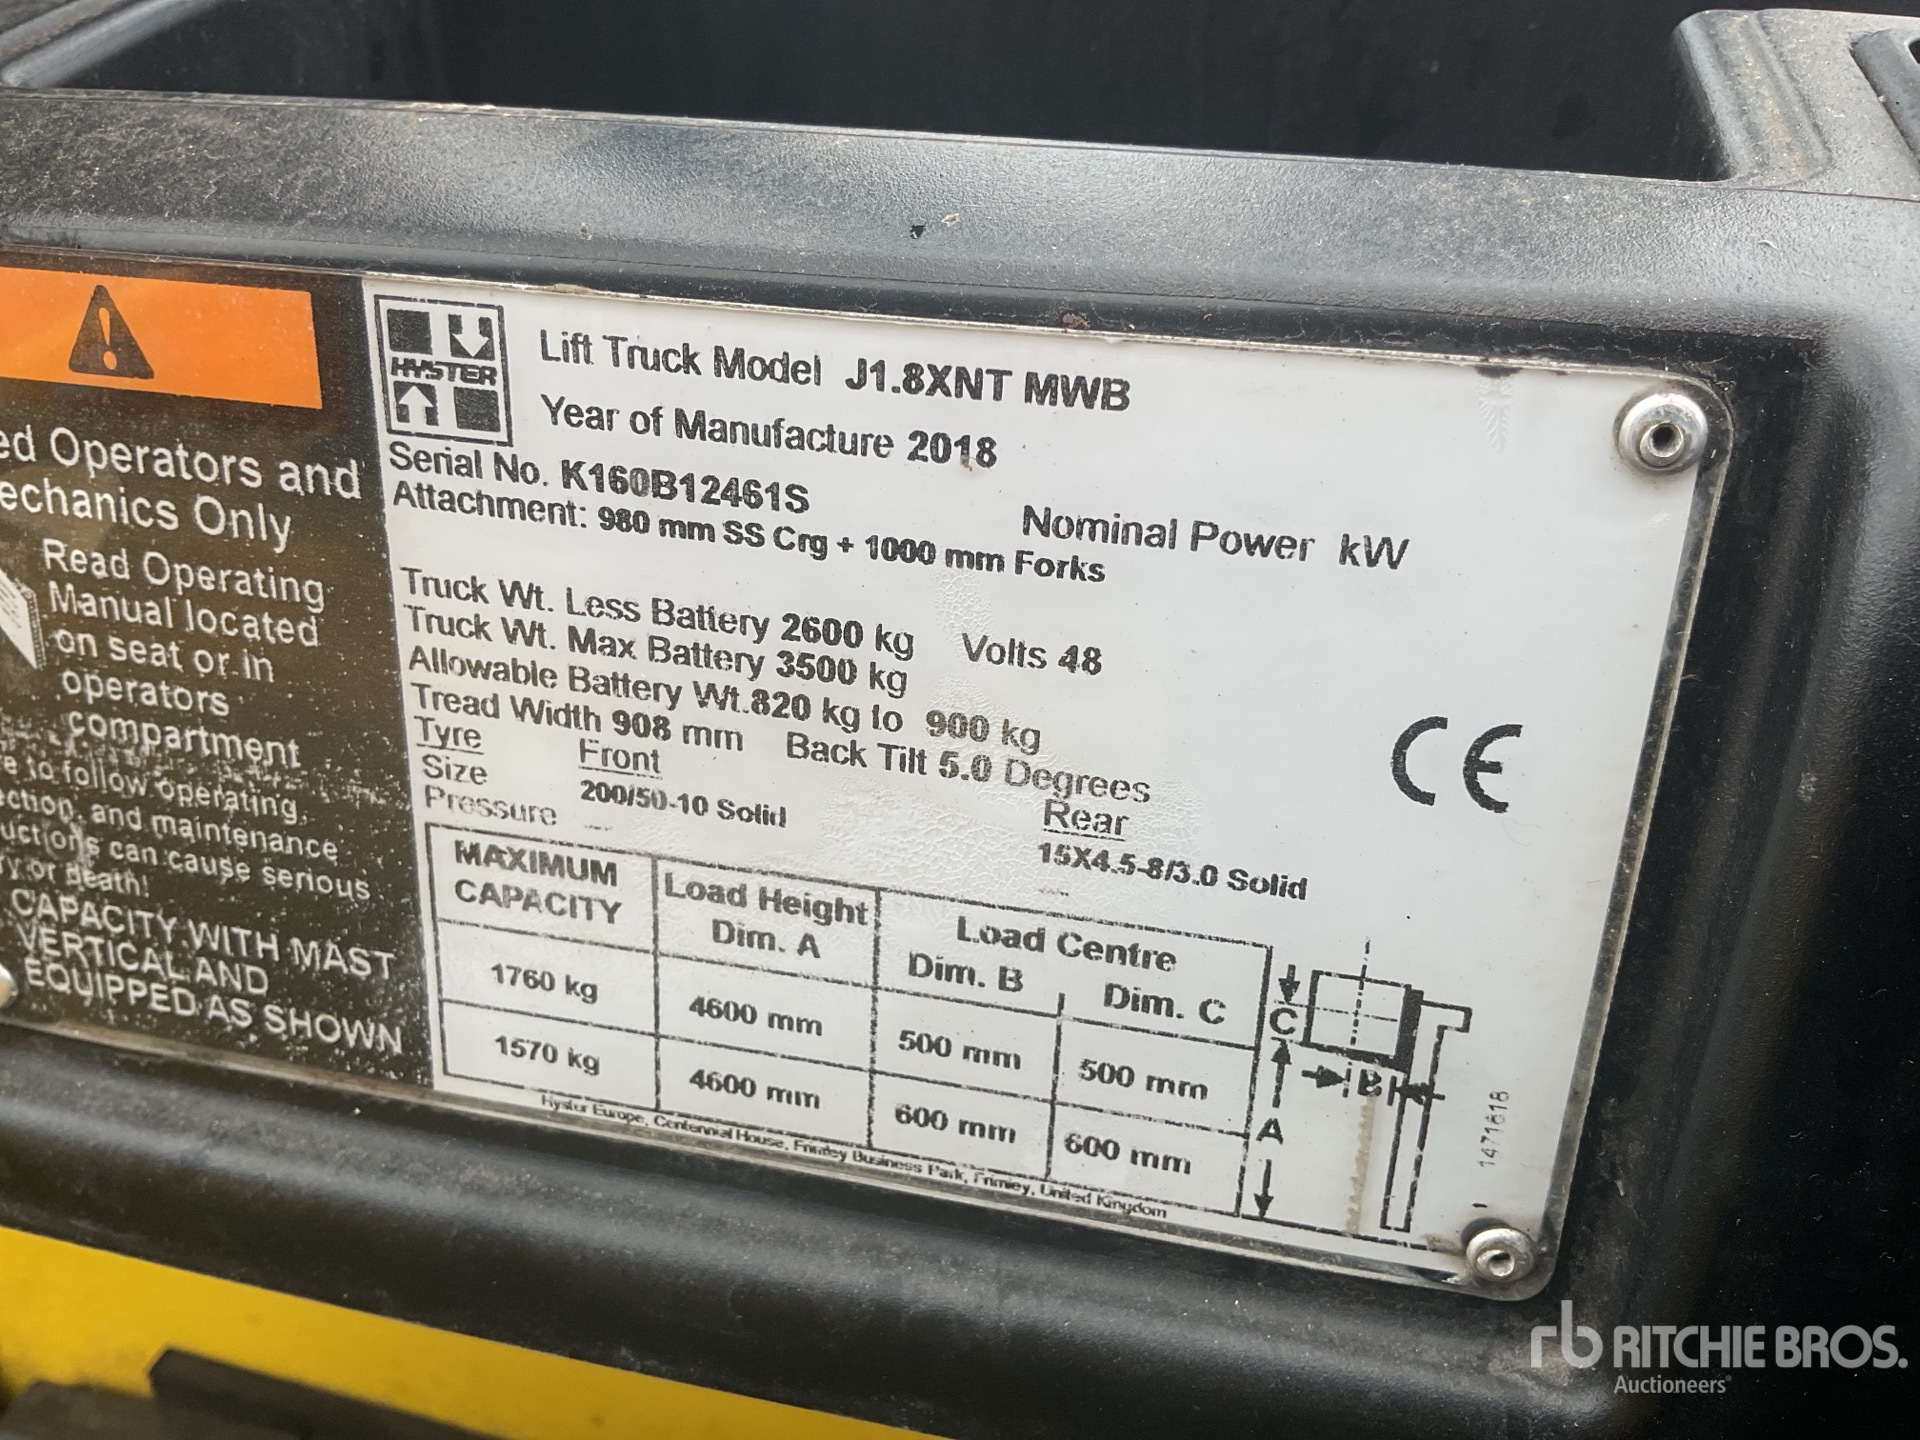 HYSTER
Lift Truck Model J1.8XNT MWB
Year of Manufacture 2018
Serial No. K160B12461S
Nominal Power kW
Attachment: 980 mm SS Crg + 1000 mm Forks
Truck Wt. Less Battery 2600 kg Volts 48
Truck Wt. Max Battery 3500 kg
Allowable Battery Wt. 820 kg to 900 kg
Tread Width 908 mm Back Tilt 5.0 Degrees
Tyre Front Rear
Size 200/50-10 Solid 15X4.5-8/3.0 Solid
Pressure
MAXIMUM CAPACITY Load Height Dim. A Load Centre Dim. B Dim. C
1760 kg 4600 mm 500 mm 500 mm
1570 kg 4600 mm 600 mm 600 mm
C
B
A
Hyster Europe, Centennial House, Frimley Business Park, Frimley, United Kingdom
1471618
CE
ed Operators and
echanics Only
Read Operating
Manual located
on seat or in
operators
compartment
e to follow operating,
ection, and maintenance
uctions can cause serious
ry or death!
CAPACITY WITH MAST
VERTICAL AND
EQUIPPED AS SHOWN
rb RITCHIE BROS.
Auctioneers